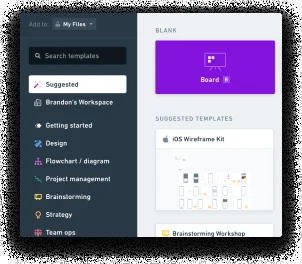 Add to: My Files
Search templates
Suggested
Brandon's Workspace
Getting started
Design
Flowchart / diagram
Project management
Brainstorming
Strategy
Team ops
BLANK
Board B
SUGGESTED TEMPLATES
iOS Wireframe Kit
Brainstorming Workshop